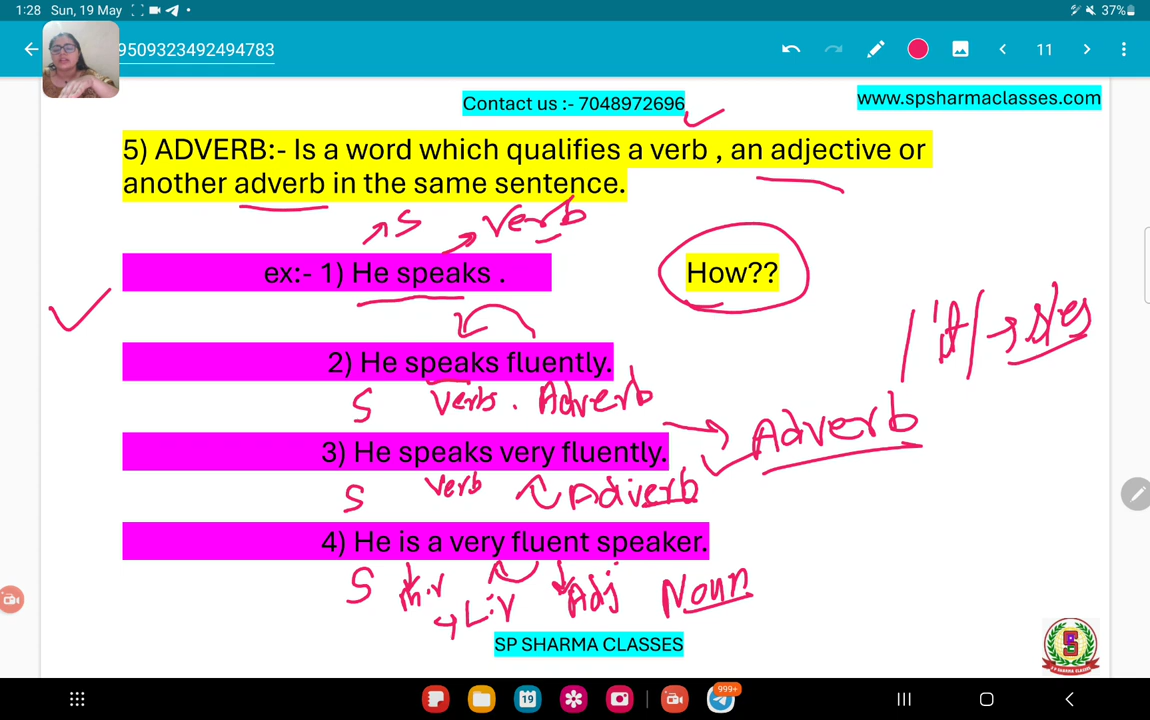 1:28 Sun, 19 May
37%
9509323492494783
11
Contact us :- 7048972696
www.spsharmaclasses.com
5) ADVERB:- Is a word which qualifies a verb , an adjective or
another adverb in the same sentence.
S verb
ex:- 1) He speaks .
How??
2) He speaks fluently.
S Verbs . Adverb
Adverb
3) He speaks very fluently.
S verb Adverb
4) He is a very fluent speaker.
S Adj Noun
L.V
SP SHARMA CLASSES
S
19
999+